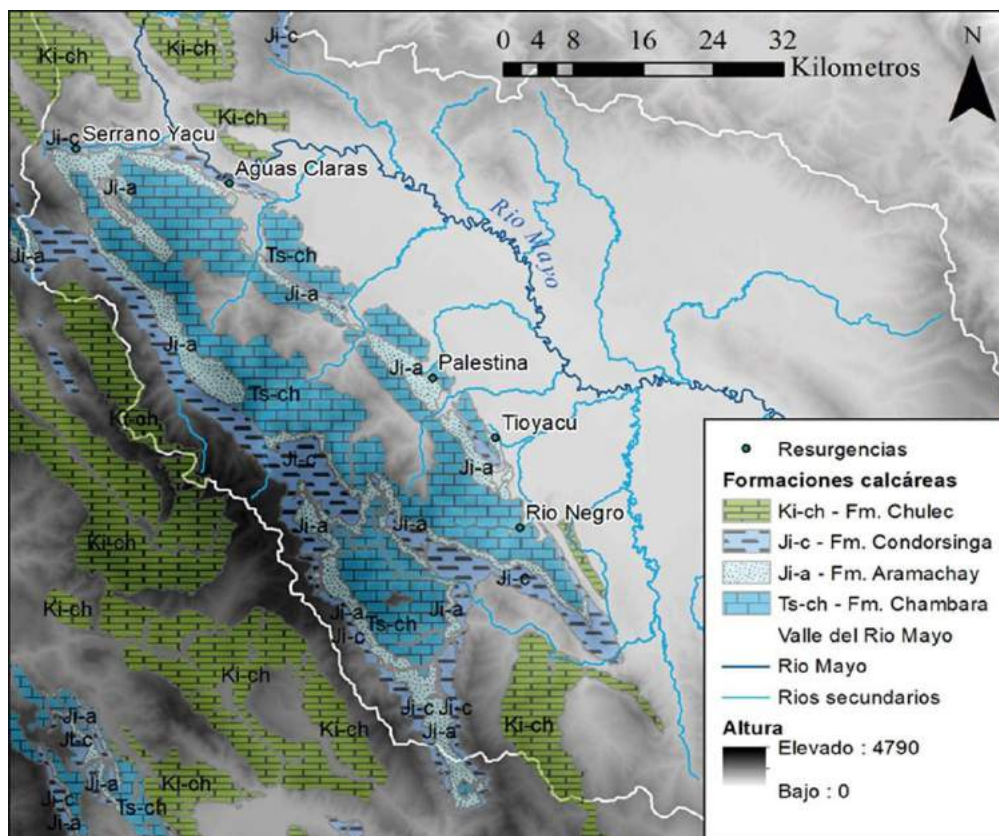 Ki-ch
Ki-ch
Ji-c
0 4 8 16 24 32
Kilometros
N
Ki-ch
Ji-c
Serrano Yacu
Aguas Claras
Ji-a
Rio Mayo
Ts-ch
Ji-a
Ji-a
Ji-a
Ji-a
Palestina
Ts-ch
Ki-ch
Tioyacu
Ji-c
Ji-a
Ji-a
Ji-a
Rio Negro
Ki-ch
Ji-c
Ki-ch
Ji-a
Ji-c
Ts-ch
Ji-a
Ki-ch
Ji-c
Ji-c
Ji-a
Ki-ch
Ki-ch
Ji-a
Ji-c
Ji-a
Ki-ch
Ts-ch
Ji-c
Ji-a
Resurgencias
Formaciones calcáreas
Ki-ch - Fm. Chulec
Ji-c - Fm. Condorsinga
Ji-a - Fm. Aramachay
Ts-ch - Fm. Chambara
Valle del Rio Mayo
Rio Mayo
Rios secundarios
Altura
Elevado : 4790
Bajo : 0